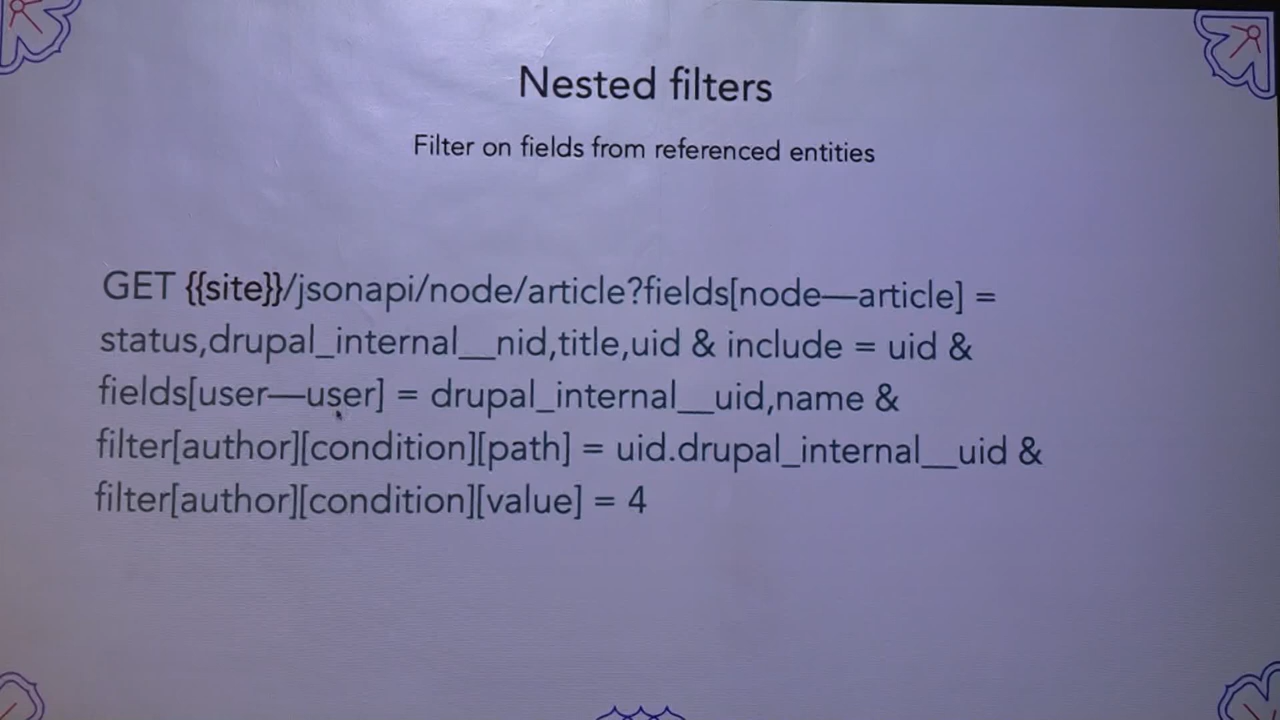 Nested filters
Filter on fields from referenced entities
GET {{site}}/jsonapi/node/article?fields[node—article] =
status,drupal_internal__nid,title,uid & include = uid &
fields[user—user] = drupal_internal__uid,name &
filter[author][condition][path] = uid.drupal_internal__uid &
filter[author][condition][value] = 4